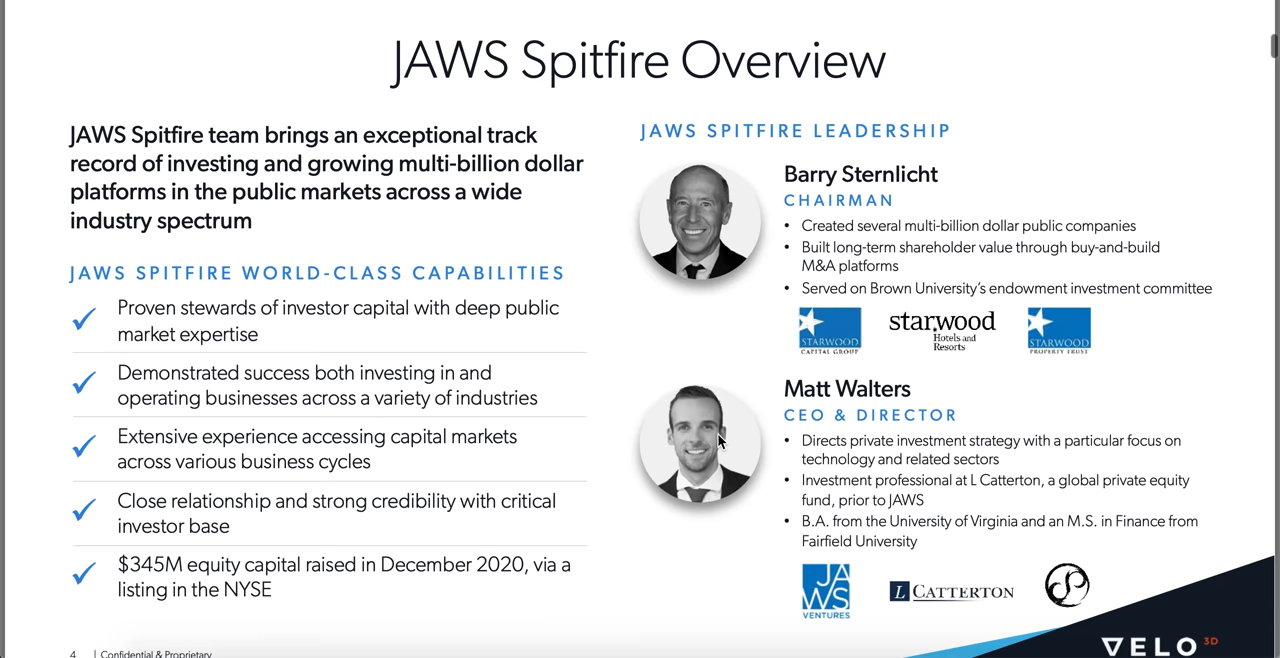 JAWS Spitfire Overview
JAWS Spitfire team brings an exceptional track
record of investing and growing multi-billion dollar
platforms in the public markets across a wide
industry spectrum
JAWS SPITFIRE WORLD-CLASS CAPABILITIES
Proven stewards of investor capital with deep public
market expertise
Demonstrated success both investing in and
operating businesses across a variety of industries
Extensive experience accessing capital markets
across various business cycles
Close relationship and strong credibility with critical
investor base
$345M equity capital raised in December 2020, via a
listing in the NYSE
JAWS SPITFIRE LEADERSHIP
Barry Sternlicht
CHAIRMAN
• Created several multi-billion dollar public companies
• Built long-term shareholder value through buy-and-build
M&A platforms
• Served on Brown University's endowment investment committee
STARWOOD
CAPITAL GROUP
starwood
Hotels and
Resorts
STARWOOD
PROPERTY TRUST
Matt Walters
CEO & DIRECTOR
• Directs private investment strategy with a particular focus on
technology and related sectors
• Investment professional at L Catterton, a global private equity
fund, prior to JAWS
• B.A. from the University of Virginia and an M.S. in Finance from
Fairfield University
JA
WS
VENTURES
L CATTERTON
4 | Confidential & Proprietary
VELO 3D